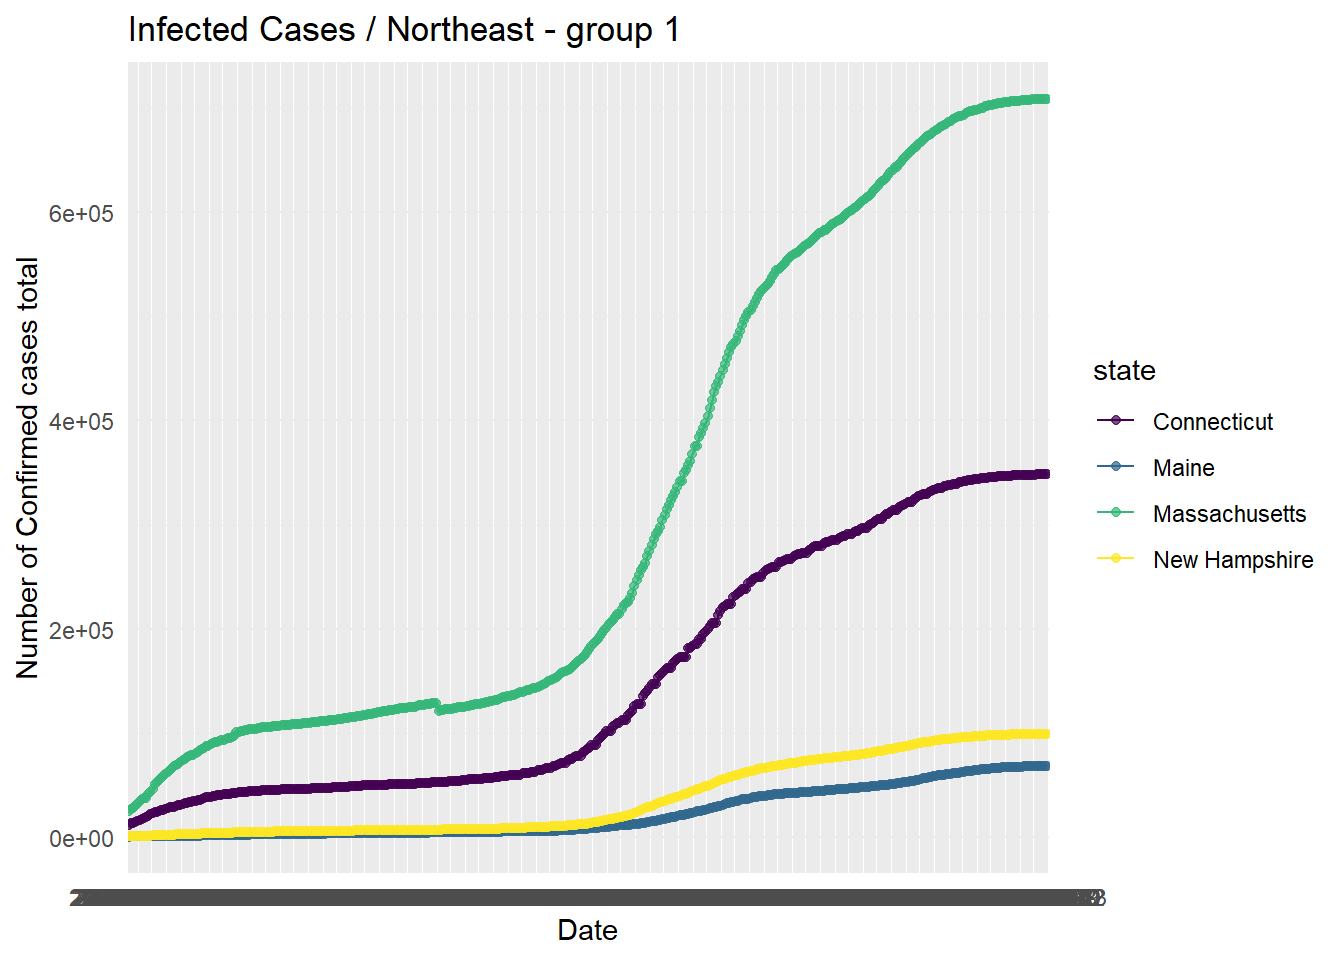 Infected Cases / Northeast - group 1
Number of Confirmed cases total
6e+05
4e+05
2e+05
0e+00
Date
state
Connecticut
Maine
Massachusetts
New Hampshire